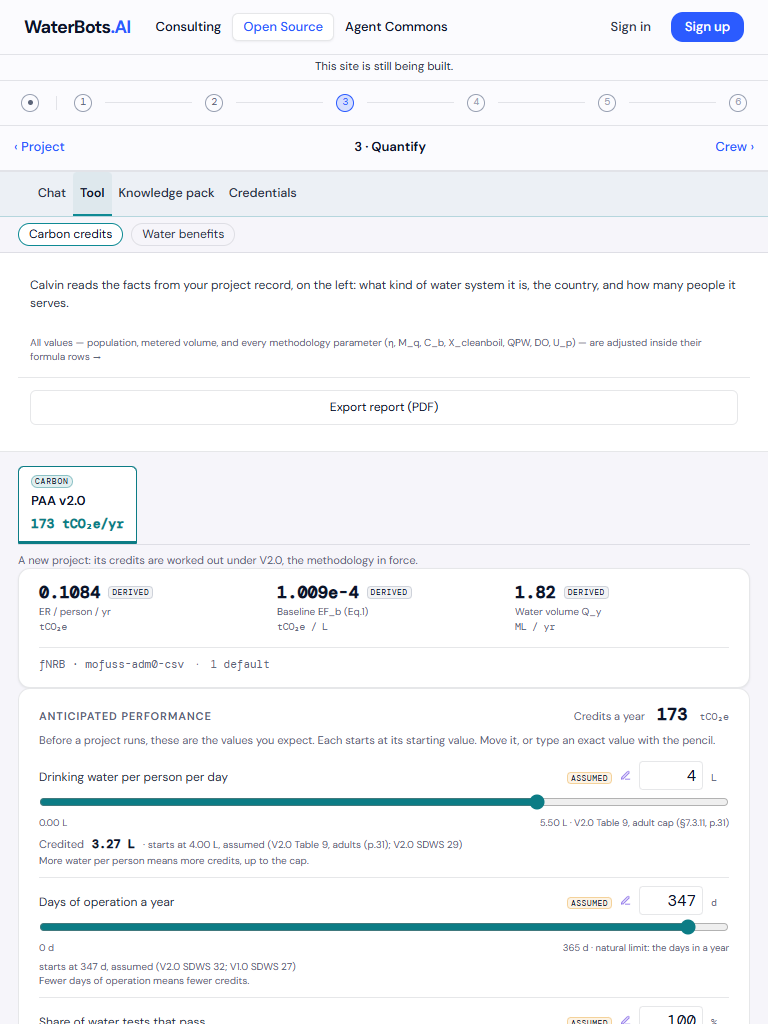 WaterBots.AI Consulting Open Source Agent Commons Sign in Sign up
This site is still being built.
1 2 3 4 5 6
‹ Project 3 · Quantify Crew ›
Chat Tool Knowledge pack Credentials
Carbon credits Water benefits
Calvin reads the facts from your project record, on the left: what kind of water system it is, the country, and how many people it
serves.
All values — population, metered volume, and every methodology parameter (η, M_q, C_b, X_cleanboil, QPW, DO, U_p) — are adjusted inside their
formula rows →
Export report (PDF)
CARBON
PAA v2.0
173 tCO₂e/yr
A new project: its credits are worked out under V2.0, the methodology in force.
0.1084 DERIVED 1.009e-4 DERIVED 1.82 DERIVED
ER / person / yr Baseline EF_b (Eq.1) Water volume Q_y
tCO₂e tCO₂e / L ML / yr
ƒNRB · mofuss-adm0-csv · 1 default
ANTICIPATED PERFORMANCE Credits a year 173 tCO₂e
Before a project runs, these are the values you expect. Each starts at its starting value. Move it, or type an exact value with the pencil.
Drinking water per person per day ASSUMED 4 L
0.00 L 5.50 L · V2.0 Table 9, adult cap (§7.3.11, p.31)
Credited 3.27 L · starts at 4.00 L, assumed (V2.0 Table 9, adults (p.31); V2.0 SDWS 29)
More water per person means more credits, up to the cap.
Days of operation a year ASSUMED 347 d
0 d 365 d · natural limit: the days in a year
starts at 347 d, assumed (V2.0 SDWS 32; V1.0 SDWS 27)
Fewer days of operation means fewer credits.
Share of water tests that pass ASSUMED 100 %